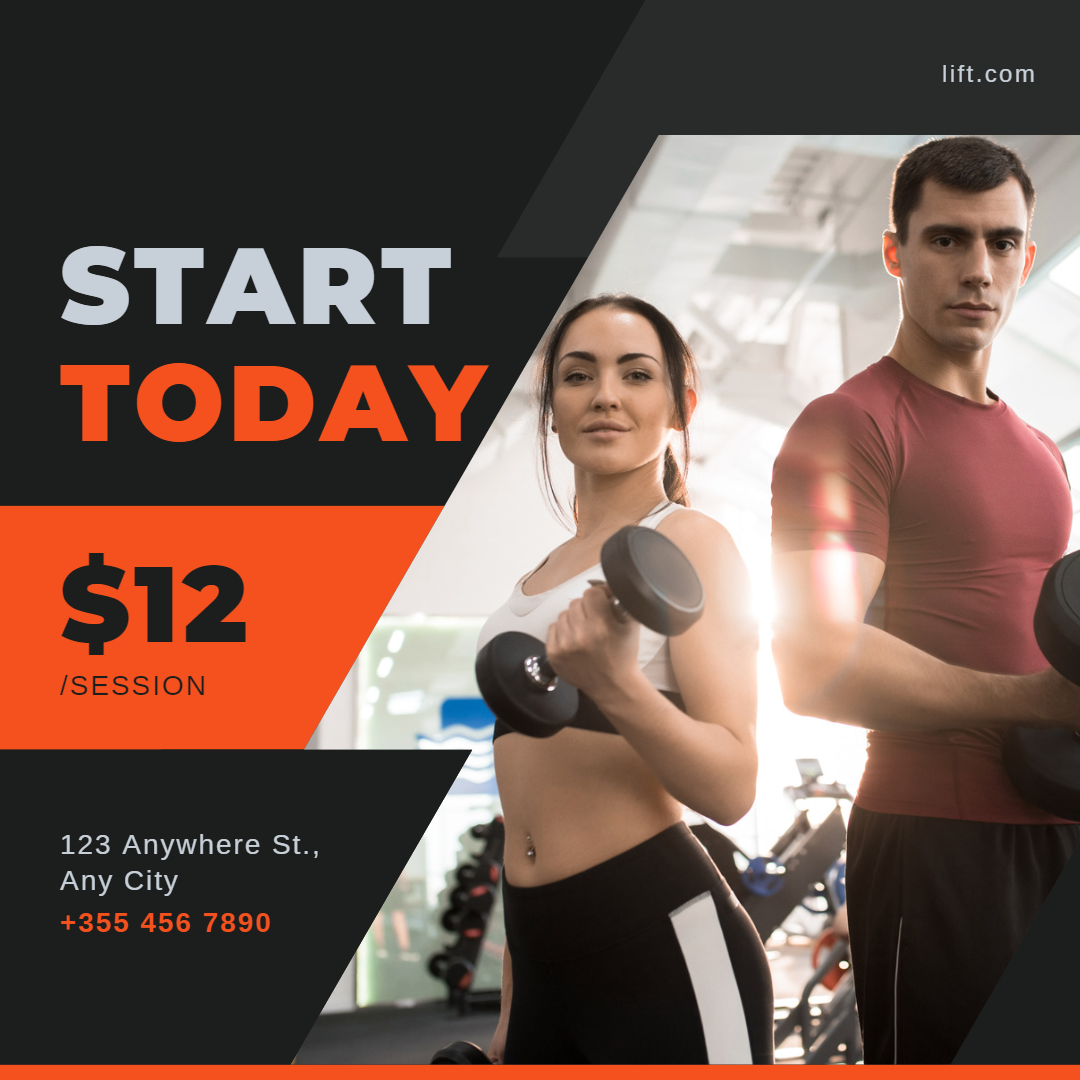 lift.com
START
TODAY
$12
/SESSION
123 Anywhere St.,
Any City
+355 456 7890